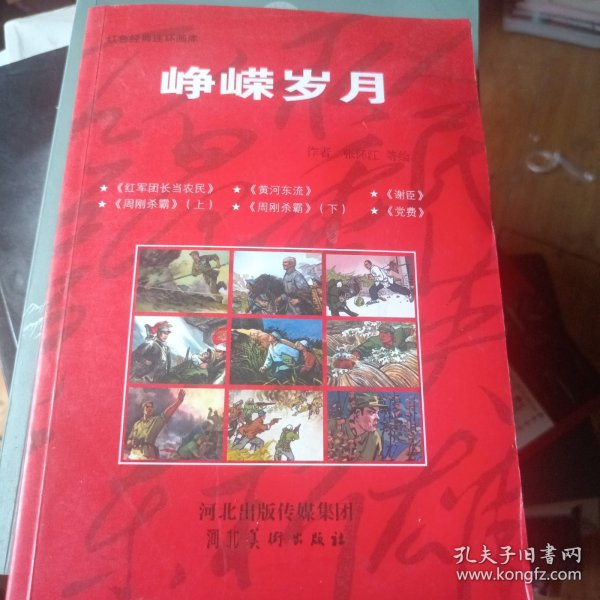 红色经典连环画库
峥嵘岁月
作者 张怀江 等绘
★《红军团长当农民》 ★《黄河东流》 ★《谢臣》
★《周刚杀霸》(上) ★《周刚杀霸》(下) ★《党费》
河北出版传媒集团
河北美术出版社
孔夫子旧书网
www.kongfz.com